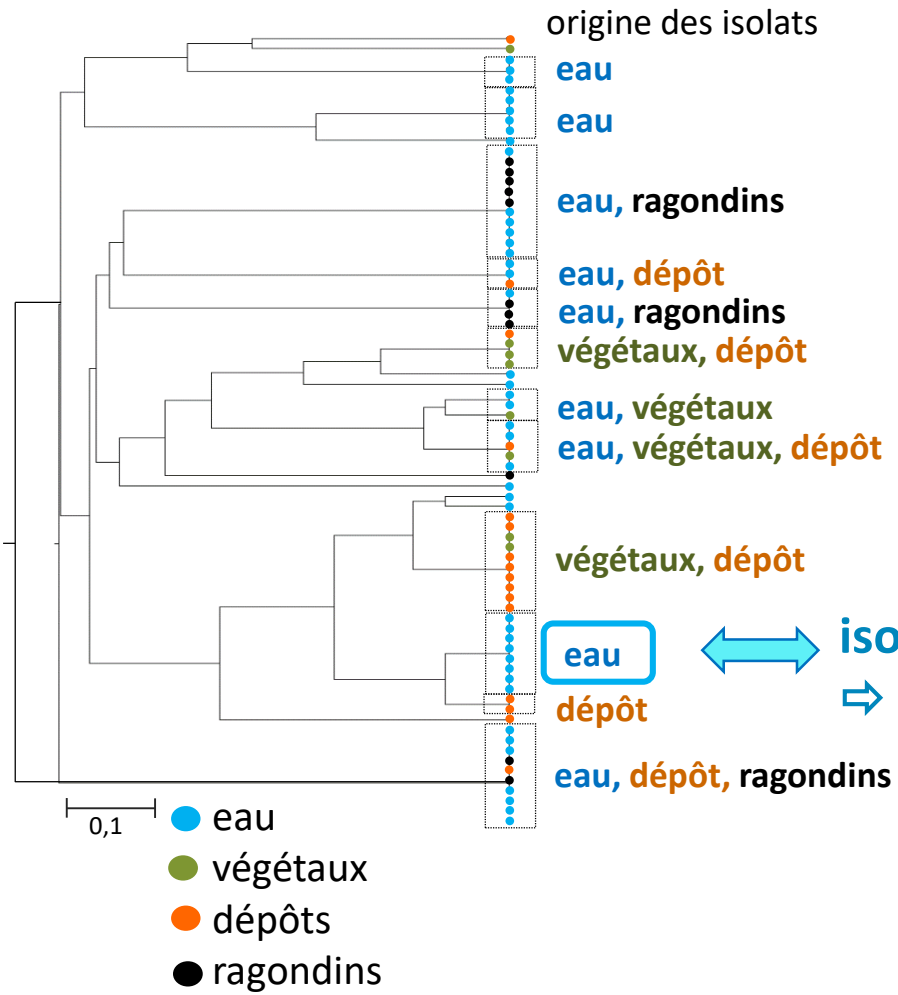 origine des isolats
eau
eau
eau, ragondins
eau, dépôt
eau, ragondins
végétaux, dépôt
eau, végétaux
eau, végétaux, dépôt
végétaux, dépôt
eau
iso
dépôt
eau, dépôt, ragondins
0,1
eau
végétaux
dépôts
ragondins